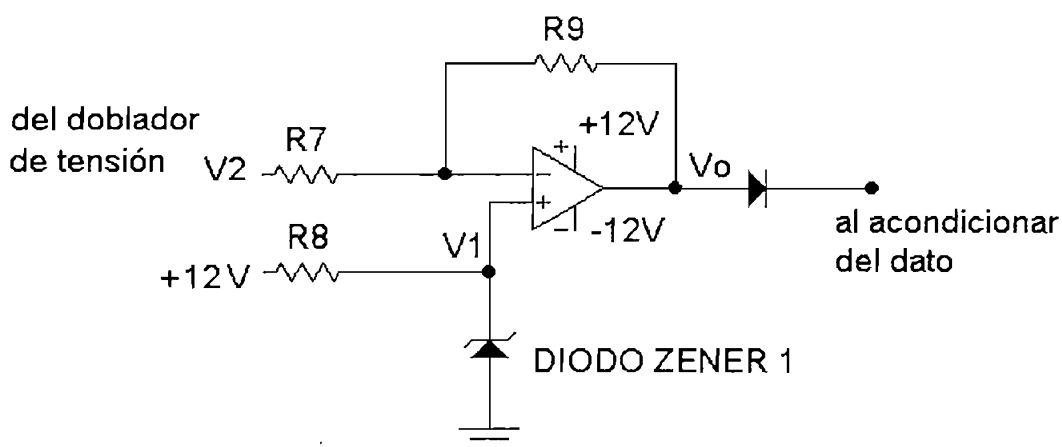 R9
del doblador
de tensión
R7
V2
+12V
Vo
-12V
R8
V1
+12V
al acondicionar
del dato
DIODO ZENER 1